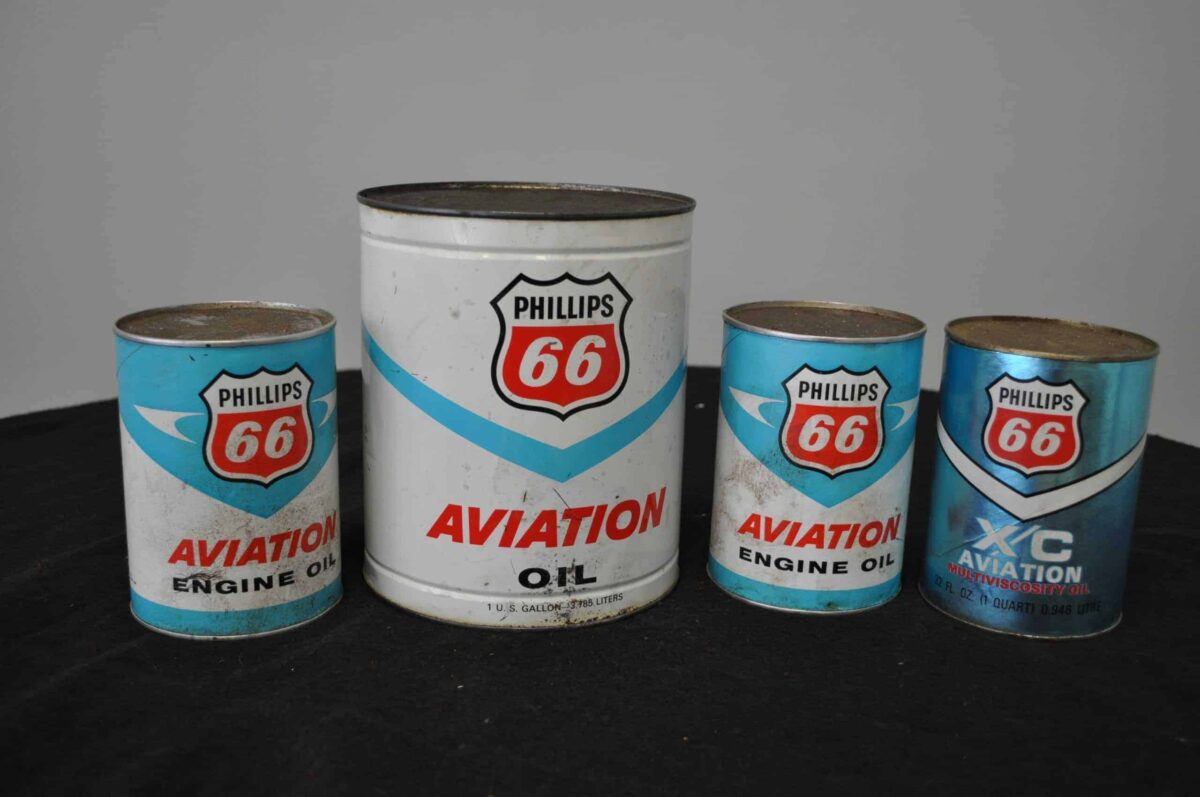 PHILLIPS
66
AVIATION
ENGINE OIL
PHILLIPS
66
AVIATION
OIL
1 U.S. GALLON 3.785 LITERS
PHILLIPS
66
AVIATION
ENGINE OIL
PHILLIPS
66
X/C
AVIATION
MULTIVISCOSITY OIL
32 FL. OZ. (1 QUART) 0.946 LITRE